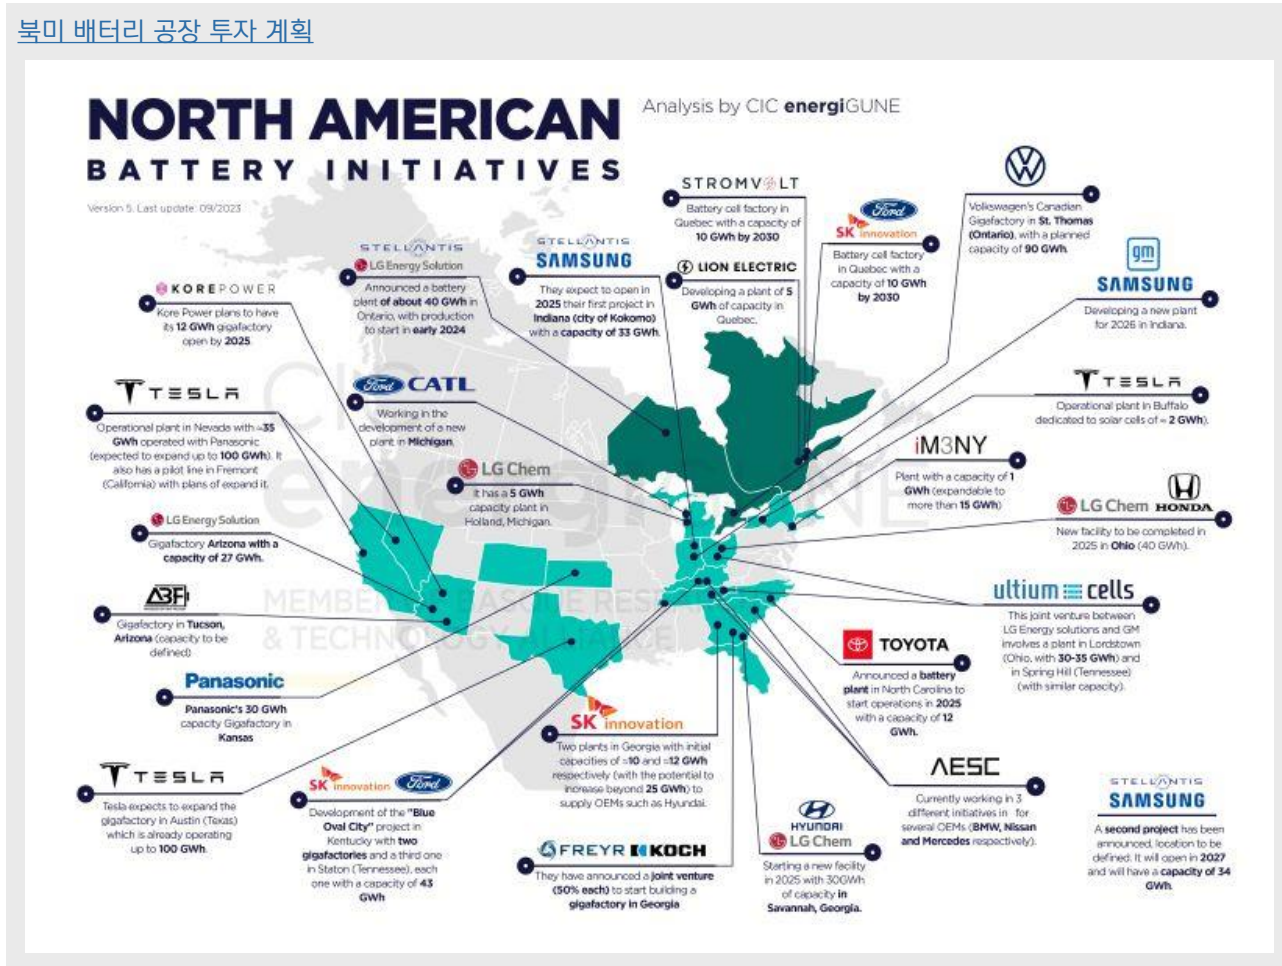 북미 배터리 공장 투자 계획
NORTH AMERICAN
BATTERY INITIATIVES
Analysis by CIC energiGUNE
Version 5. Last update: 09/2023
STROMVOLT
Battery cell factory in
Quebec with a capacity of
10 GWh by 2030
Ford
SK innovation
Battery cell factory
in Quebec with a
capacity of 10 GWh
by 2030
Volkswagen's Canadian
Gigafactory in St. Thomas
(Ontario), with a planned
capacity of 90 GWh.
gm
SAMSUNG
Developing a new plant
for 2026 in Indiana.
STELLANTIS
LG Energy Solution
Announced a battery
plant of about 40 GWh in
Ontario, with production
to start in early 2024
STELLANTIS
SAMSUNG
They expect to open in
2025 their first project in
Indiana (city of Kokomo)
with a capacity of 33 GWh.
LION ELECTRIC
Developing a plant of 5
GWh of capacity in
Quebec.
KOREPOWER
Kore Power plans to have
its 12 GWh gigafactory
open by 2025
TESLA
Operational plant in Nevada with ≈35
GWh operated with Panasonic
(expected to expand up to 100 GWh). It
also has a pilot line in Fremont
(California) with plans of expand it.
Ford CATL
Working in the
development of a new
plant in Michigan.
LG Chem
It has a 5 GWh
capacity plant in
Holland, Michigan.
TESLA
Operational plant in Buffalo
dedicated to solar cells of ≈ 2 GWh).
iM3NY
Plant with a capacity of 1
GWh (expandable to
more than 15 GWh)
LG Chem HONDA
New facility to be completed in
2025 in Ohio (40 GWh).
LG Energy Solution
Gigafactory Arizona with a
capacity of 27 GWh.
ABF
Gigafactory in Tucson,
Arizona (capacity to be
defined)
ultium cells
This joint venture between
LG Energy solutions and GM
involves a plant in Lordstown
(Ohio, with 30-35 GWh) and
in Spring Hill (Tennessee)
(with similar capacity).
Panasonic
Panasonic's 30 GWh
capacity Gigafactory in
Kansas
TOYOTA
Announced a battery
plant in North Carolina to
start operations in 2025
with a capacity of 12
GWh.
TESLA
Tesla expects to expand the
gigafactory in Austin (Texas)
which is already operating
up to 100 GWh.
SK innovation Ford
Development of the "Blue
Oval City" project in
Kentucky with two
gigafactories and a third one
in Staton (Tennessee), each
one with a capacity of 43
GWh
SK innovation
Two plants in Georgia with initial
capacities of ≈10 and ≈12 GWh
respectively (with the potential to
increase beyond 25 GWh) to
supply OEMs such as Hyundai.
FREYR KOCH
They have announced a joint venture
(50% each) to start building a
gigafactory in Georgia
HYUNDAI
LG Chem
Starting a new facility
in 2025 with 30GWh
of capacity in
Savannah, Georgia.
AESC
Currently working in 3
different initiatives in for
several OEMs (BMW, Nissan
and Mercedes respectively).
STELLANTIS
SAMSUNG
A second project has been
announced, location to be
defined. It will open in 2027
and will have a capacity of 34
GWh.
CIC
energiGUNE
MEMBER BASQUE RESE
& TECHNOLOGY ALLIANCE